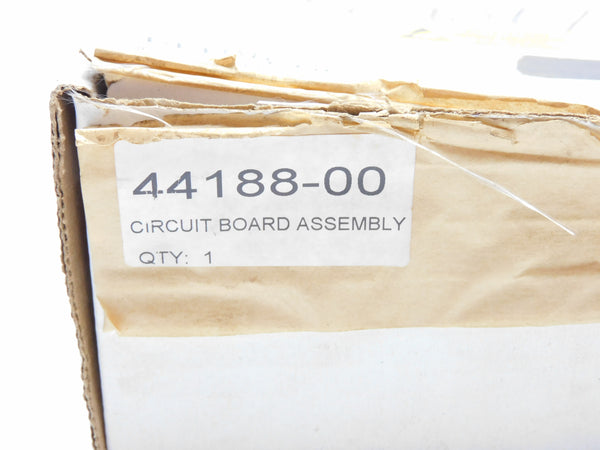 44188-00
CIRCUIT BOARD ASSEMBLY
QTY: 1